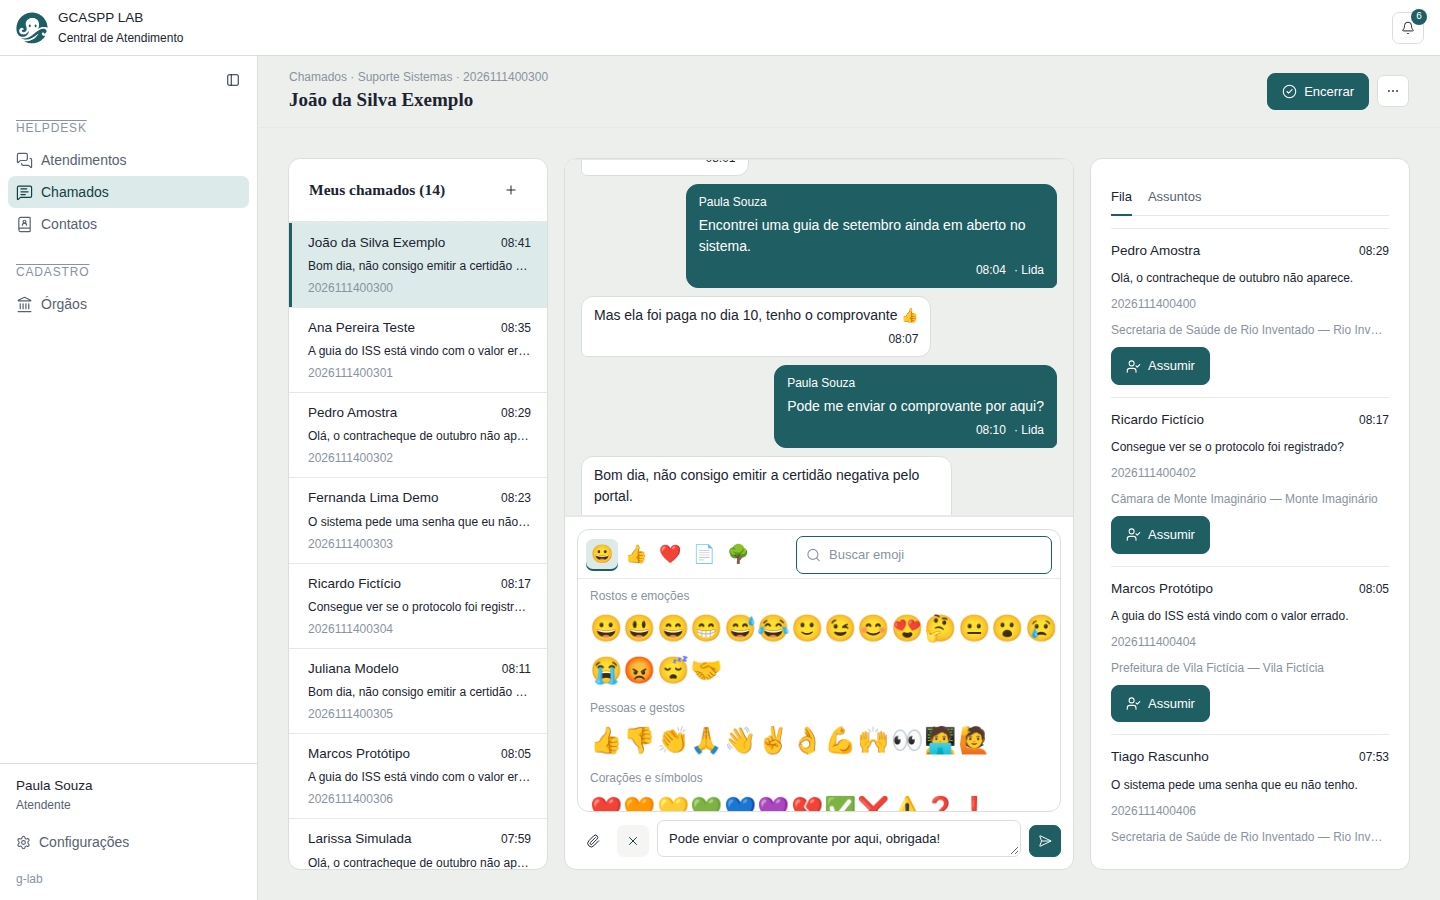 GCASPP LAB
Central de Atendimento
6
HELPDESK
Atendimentos
Chamados
Contatos
CADASTRO
Órgãos
Paula Souza
Atendente
Configurações
g-lab
Chamados · Suporte Sistemas · 2026111400300
João da Silva Exemplo
Encerrar
Meus chamados (14)
João da Silva Exemplo 08:41
Bom dia, não consigo emitir a certidão …
2026111400300
Ana Pereira Teste 08:35
A guia do ISS está vindo com o valor er…
2026111400301
Pedro Amostra 08:29
Olá, o contracheque de outubro não ap…
2026111400302
Fernanda Lima Demo 08:23
O sistema pede uma senha que eu não…
2026111400303
Ricardo Fictício 08:17
Consegue ver se o protocolo foi registr…
2026111400304
Juliana Modelo 08:11
Bom dia, não consigo emitir a certidão …
2026111400305
Marcos Protótipo 08:05
A guia do ISS está vindo com o valor er…
2026111400306
Larissa Simulada 07:59
Olá, o contracheque de outubro não ap…
Paula Souza
Encontrei uma guia de setembro ainda em aberto no
sistema.
08:04 · Lida
Mas ela foi paga no dia 10, tenho o comprovante 👍
08:07
Paula Souza
Pode me enviar o comprovante por aqui?
08:10 · Lida
Bom dia, não consigo emitir a certidão negativa pelo
portal.
Buscar emoji
Rostos e emoções
Pessoas e gestos
Corações e símbolos
Pode enviar o comprovante por aqui, obrigada!
Fila Assuntos
Pedro Amostra 08:29
Olá, o contracheque de outubro não aparece.
2026111400400
Secretaria de Saúde de Rio Inventado — Rio Inv…
Assumir
Ricardo Fictício 08:17
Consegue ver se o protocolo foi registrado?
2026111400402
Câmara de Monte Imaginário — Monte Imaginário
Assumir
Marcos Protótipo 08:05
A guia do ISS está vindo com o valor errado.
2026111400404
Prefeitura de Vila Fictícia — Vila Fictícia
Assumir
Tiago Rascunho 07:53
O sistema pede uma senha que eu não tenho.
2026111400406
Secretaria de Saúde de Rio Inventado — Rio Inv…